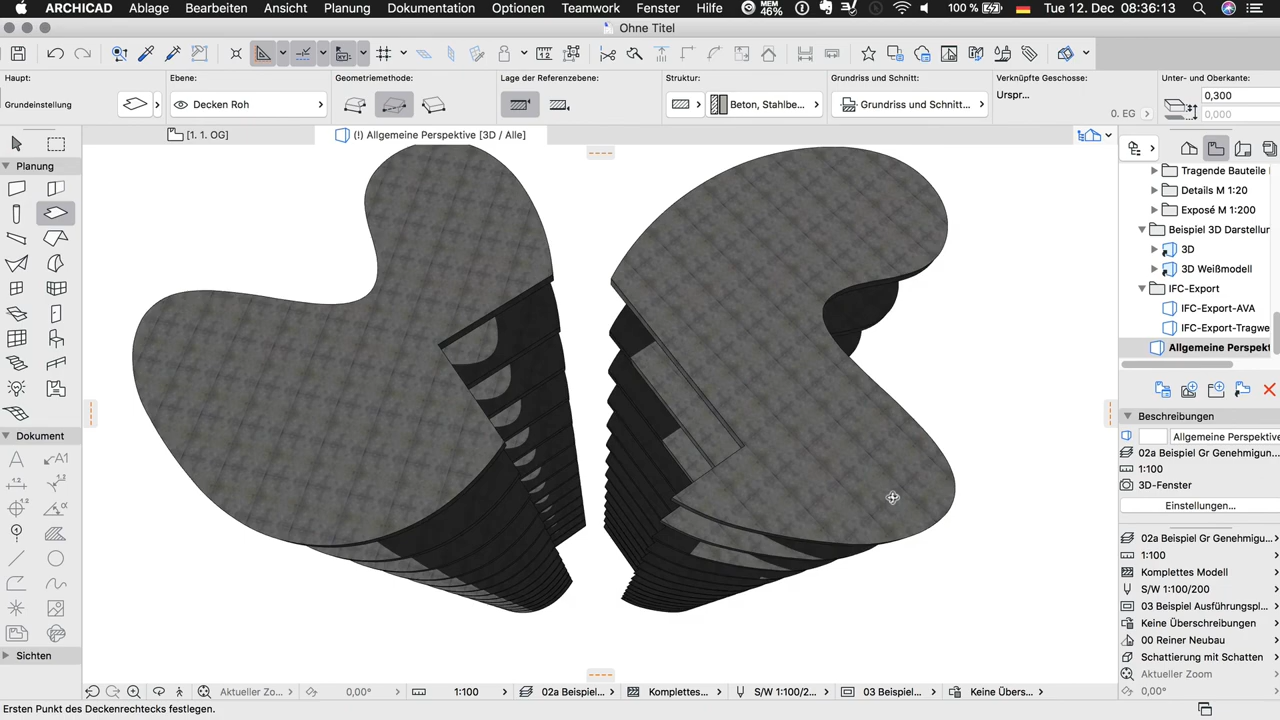 ARCHICAD Ablage Bearbeiten Ansicht Planung Dokumentation Optionen Teamwork Fenster Hilfe MEM 46% 100 % Tue 12. Dec 08:36:13
Ohne Titel
Haupt: Ebene: Geometriemethode: Lage der Referenzebene: Struktur: Grundriss und Schnitt: Verknüpfte Geschosse: Unter- und Oberkante:
Grundeinstellung Decken Roh Beton, Stahlbe... Grundriss und Schnitt... Urspr... 0,300
0. EG 0,000
[1. 1. OG] (!) Allgemeine Perspektive [3D / Alle]
Planung
Tragende Bauteile
Details M 1:20
Exposé M 1:200
Beispiel 3D Darstellur
3D
3D Weißmodell
IFC-Export
IFC-Export-AVA
IFC-Export-Tragwe
Allgemeine Perspekt
Beschreibungen
Allgemeine Perspektive
02a Beispiel Gr Genehmigun...
1:100
3D-Fenster
Einstellungen...
Dokument
A A1
1.2 1.2
1
Sichten
02a Beispiel Gr Genehmigu...
1:100
Komplettes Modell
S/W 1:100/200
03 Beispiel Ausführungspl...
Keine Überschreibungen
00 Reiner Neubau
Schattierung mit Schatten
Aktueller Zoom
0,00°
Aktueller Zo... 0,00° 1:100 02a Beispiel... Komplettes... S/W 1:100/2... 03 Beispiel... Keine Übers...
Ersten Punkt des Deckenrechtecks festlegen.